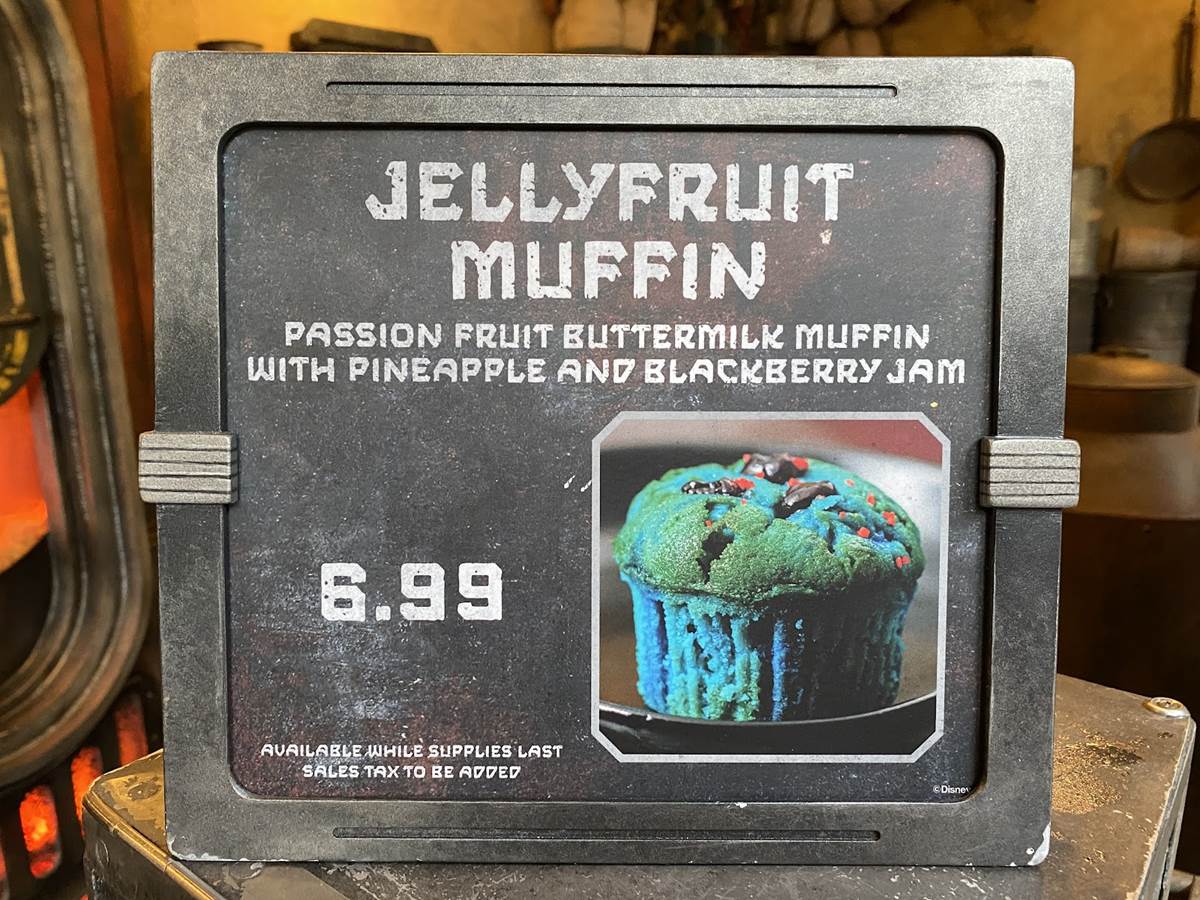 JELLYFRUIT
MUFFIN
PASSION FRUIT BUTTERMILK MUFFIN
WITH PINEAPPLE AND BLACKBERRY JAM
6.99
AVAILABLE WHILE SUPPLIES LAST
SALES TAX TO BE ADDED
©Disney